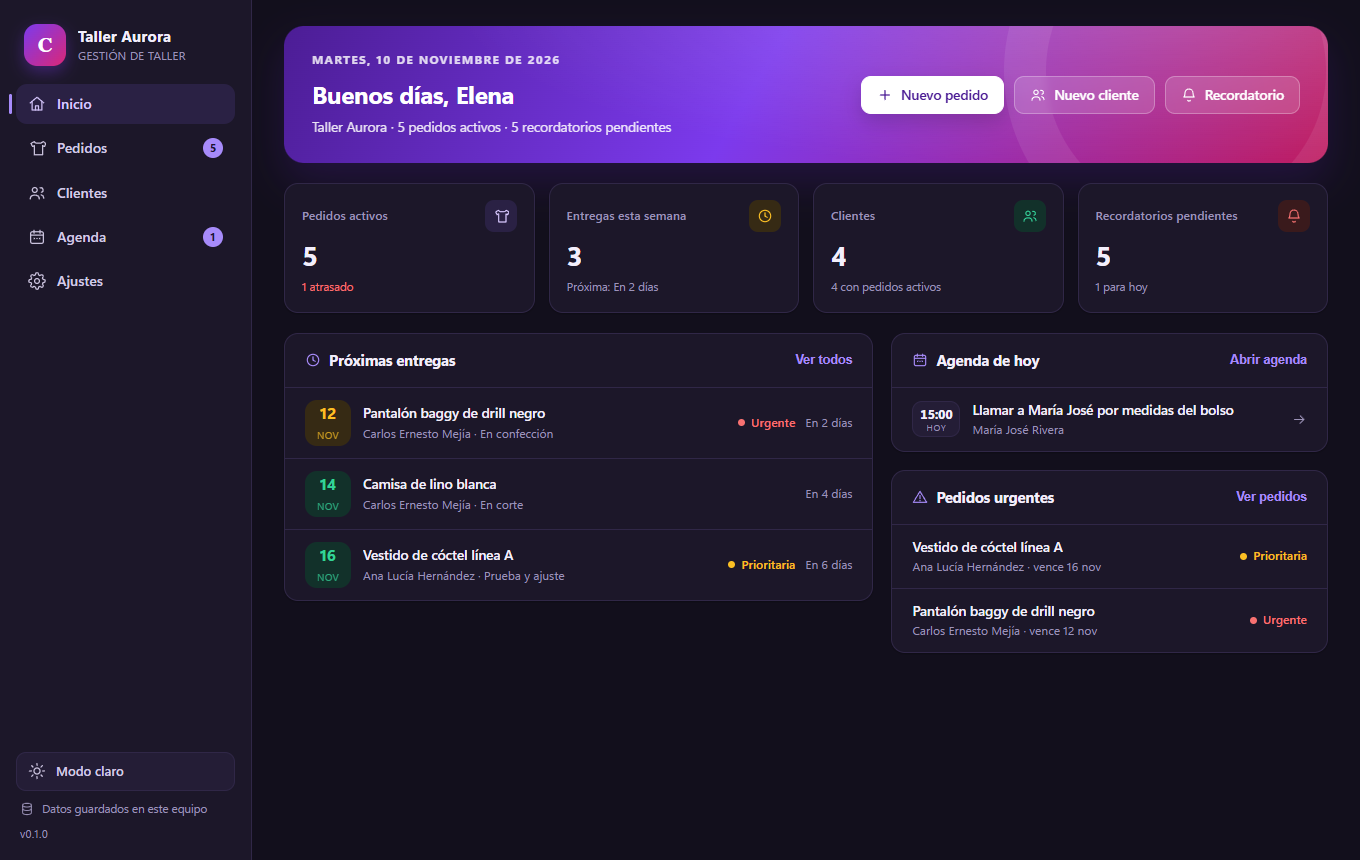 C
Taller Aurora
GESTIÓN DE TALLER
Inicio
Pedidos 5
Clientes
Agenda 1
Ajustes
Modo claro
Datos guardados en este equipo
v0.1.0
MARTES, 10 DE NOVIEMBRE DE 2026
Buenos días, Elena
Taller Aurora · 5 pedidos activos · 5 recordatorios pendientes
Nuevo pedido
Nuevo cliente
Recordatorio
Pedidos activos
5
1 atrasado
Entregas esta semana
3
Próxima: En 2 días
Clientes
4
4 con pedidos activos
Recordatorios pendientes
5
1 para hoy
Próximas entregas
Ver todos
12 NOV
Pantalón baggy de drill negro
Carlos Ernesto Mejía · En confección
Urgente En 2 días
14 NOV
Camisa de lino blanca
Carlos Ernesto Mejía · En corte
En 4 días
16 NOV
Vestido de cóctel línea A
Ana Lucía Hernández · Prueba y ajuste
Prioritaria En 6 días
Agenda de hoy
Abrir agenda
15:00 HOY
Llamar a María José por medidas del bolso
María José Rivera
Pedidos urgentes
Ver pedidos
Vestido de cóctel línea A
Ana Lucía Hernández · vence 16 nov
Prioritaria
Pantalón baggy de drill negro
Carlos Ernesto Mejía · vence 12 nov
Urgente